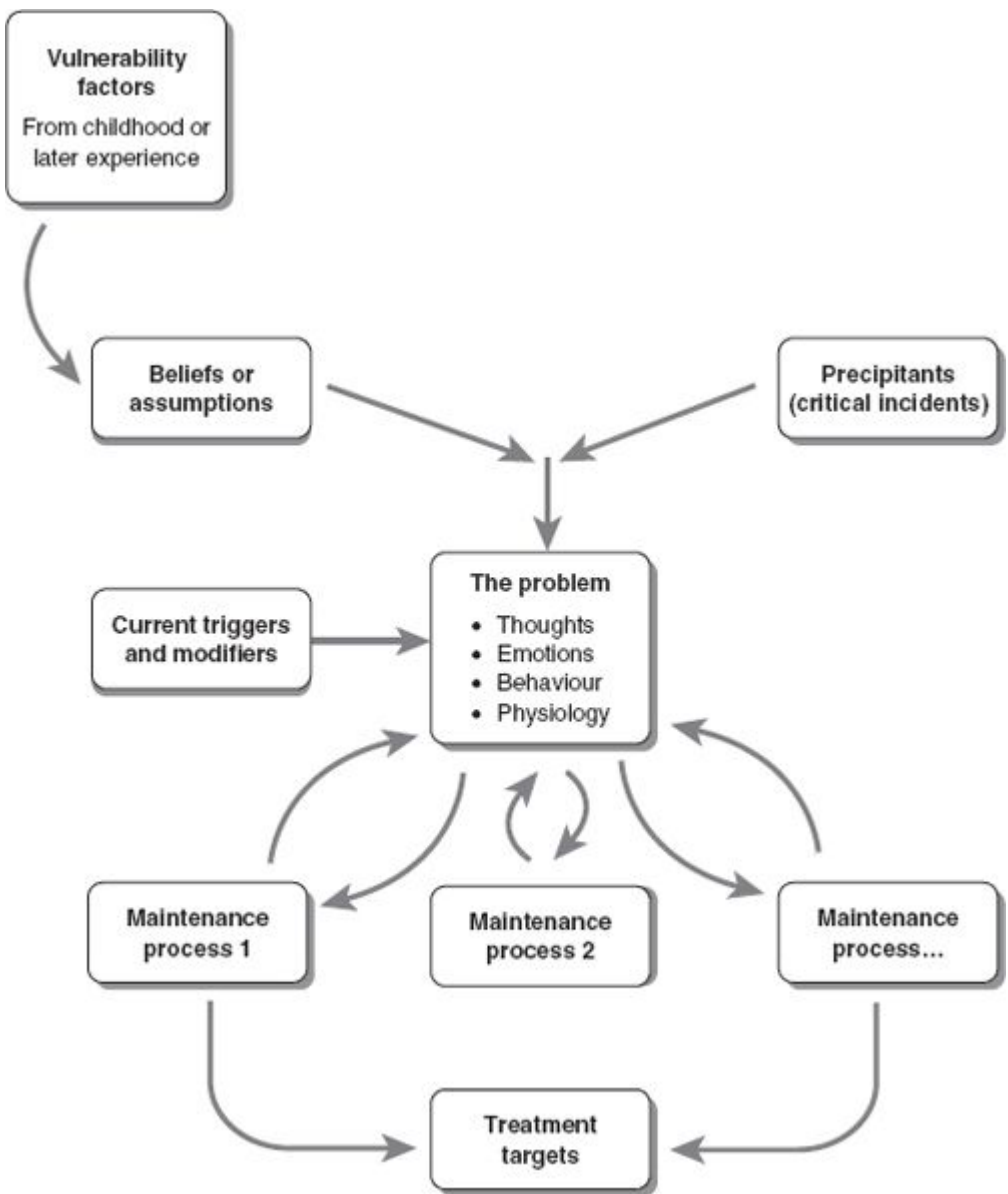 Vulnerability
factors
From childhood or
later experience
Beliefs or
assumptions
Precipitants
(critical incidents)
The problem
• Thoughts
• Emotions
• Behaviour
• Physiology
Current triggers
and modifiers
Maintenance
process 1
Maintenance
process 2
Maintenance
process...
Treatment
targets